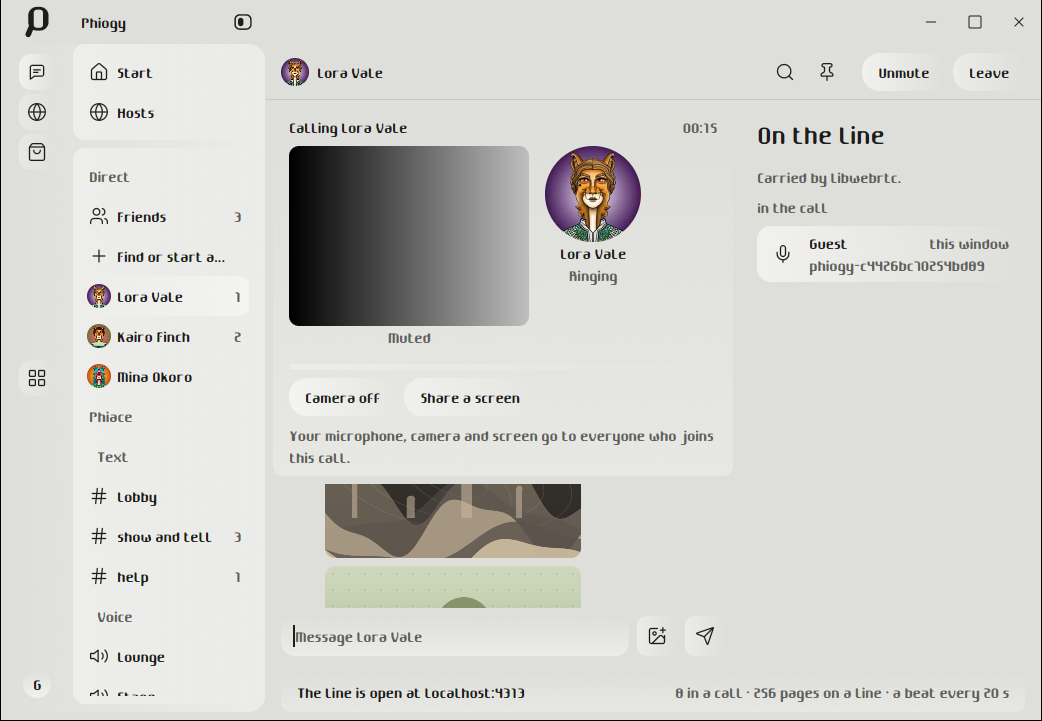 Phiogy
Start
Hosts
Direct
Friends 3
Find or start a...
Lora Vale 1
Kairo Finch 2
Mina Okoro
Phiace
Text
Lobby
show and tell 3
help 1
Voice
Lounge
G
Lora Vale
Unmute
Leave
Calling Lora Vale 00:15
Lora Vale
Ringing
Muted
Camera off
Share a screen
Your microphone, camera and screen go to everyone who joins
this call.
Message Lora Vale
On the Line
Carried by libwebrtc.
in the call
Guest this window
phiogy-c4426bc70254bd89
The Line is open at localhost:4313
0 in a call · 256 pages on a line · a beat every 20 s